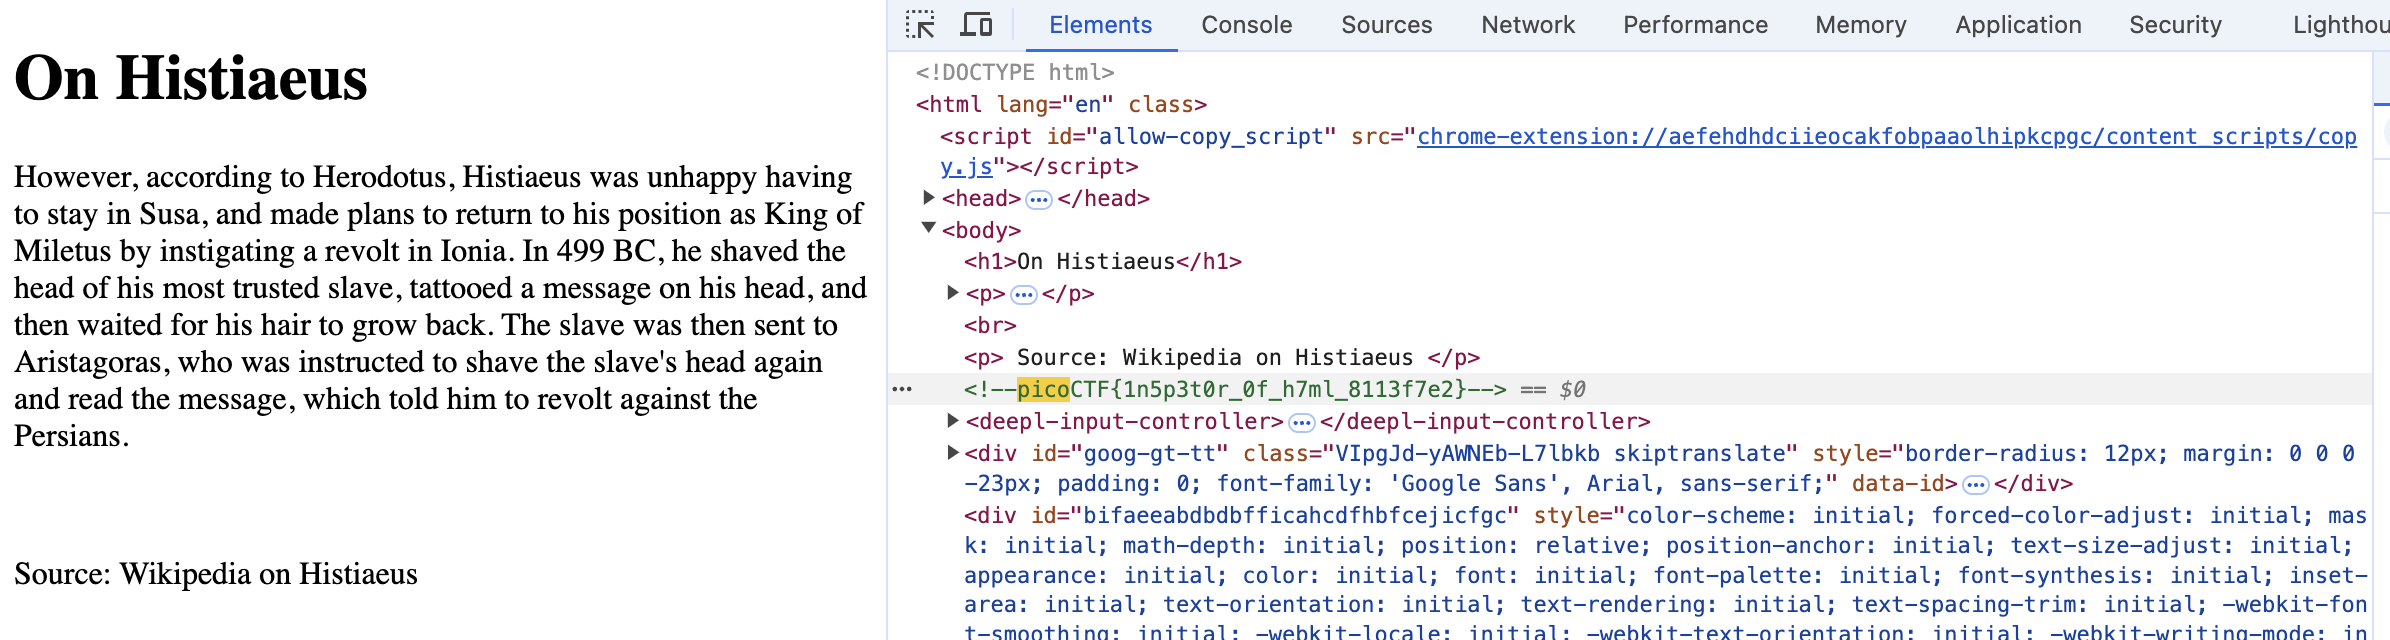 On Histiaeus
However, according to Herodotus, Histiaeus was unhappy having
to stay in Susa, and made plans to return to his position as King of
Miletus by instigating a revolt in Ionia. In 499 BC, he shaved the
head of his most trusted slave, tattooed a message on his head, and
then waited for his hair to grow back. The slave was then sent to
Aristagoras, who was instructed to shave the slave's head again
and read the message, which told him to revolt against the
Persians.
Source: Wikipedia on Histiaeus
Elements Console Sources Network Performance Memory Application Security Lighthou
<!DOCTYPE html>
<html lang="en" class>
<script id="allow-copy_script" src="chrome-extension://aefehdhdciieocakfobpaaolhipkcpgc/content_scripts/cop
y.js"></script>
<head>…</head>
<body>
<h1>On Histiaeus</h1>
<p>…</p>
<br>
<p> Source: Wikipedia on Histiaeus </p>
<!--picoCTF{1n5p3t0r_0f_h7ml_8113f7e2}--> == $0
<deepl-input-controller>…</deepl-input-controller>
<div id="goog-gt-tt" class="VIpgJd-yAWNEb-L7lbkb skiptranslate" style="border-radius: 12px; margin: 0 0 0
-23px; padding: 0; font-family: 'Google Sans', Arial, sans-serif;" data-id>…</div>
<div id="bifaeeabdbdbfficahcdfhbfcejicfgc" style="color-scheme: initial; forced-color-adjust: initial; mas
k: initial; math-depth: initial; position: relative; position-anchor: initial; text-size-adjust: initial;
appearance: initial; color: initial; font: initial; font-palette: initial; font-synthesis: initial; inset-
area: initial; text-orientation: initial; text-rendering: initial; text-spacing-trim: initial; -webkit-fon
t-smoothing: initial; -webkit-locale: initial; -webkit-text-orientation: initial; -webkit-writing-mode: in